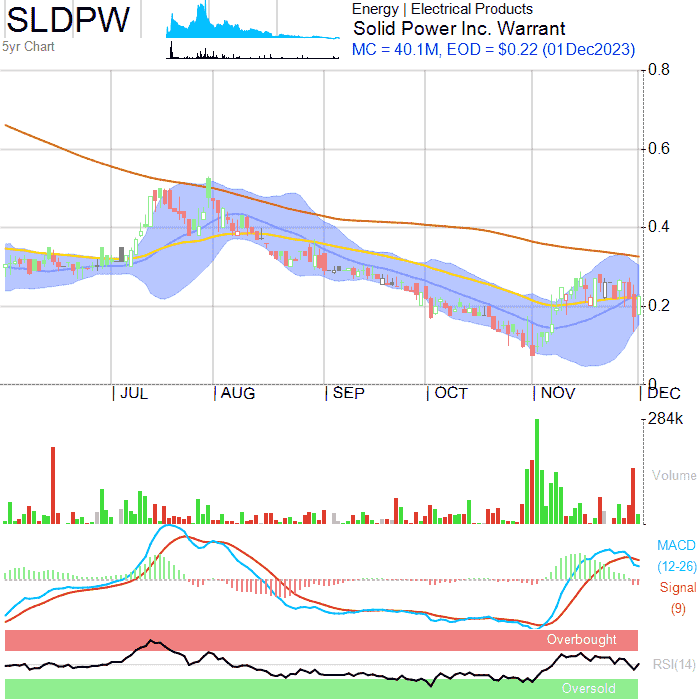 SLDPW
5yr Chart
Energy | Electrical Products
Solid Power Inc. Warrant
MC = 40.1M, EOD = $0.22 (01Dec2023)
0.8
0.6
0.4
0.2
0
JUL AUG SEP OCT NOV DEC
284k
Volume
MACD
(12-26)
Signal
(9)
Overbought
RSI(14)
Oversold